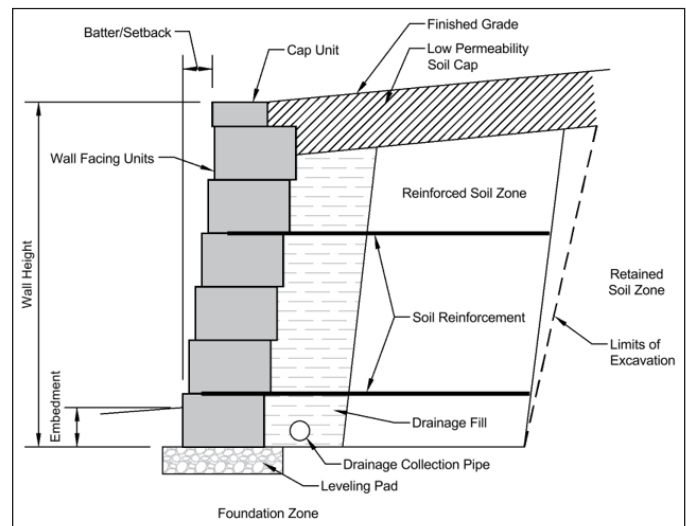 Batter/Setback
Finished Grade
Cap Unit
Low Permeability
Soil Cap
Wall Facing Units
Reinforced Soil Zone
Wall Height
Retained
Soil Zone
Soil Reinforcement
Limits of
Excavation
Embedment
Drainage Fill
Drainage Collection Pipe
Leveling Pad
Foundation Zone